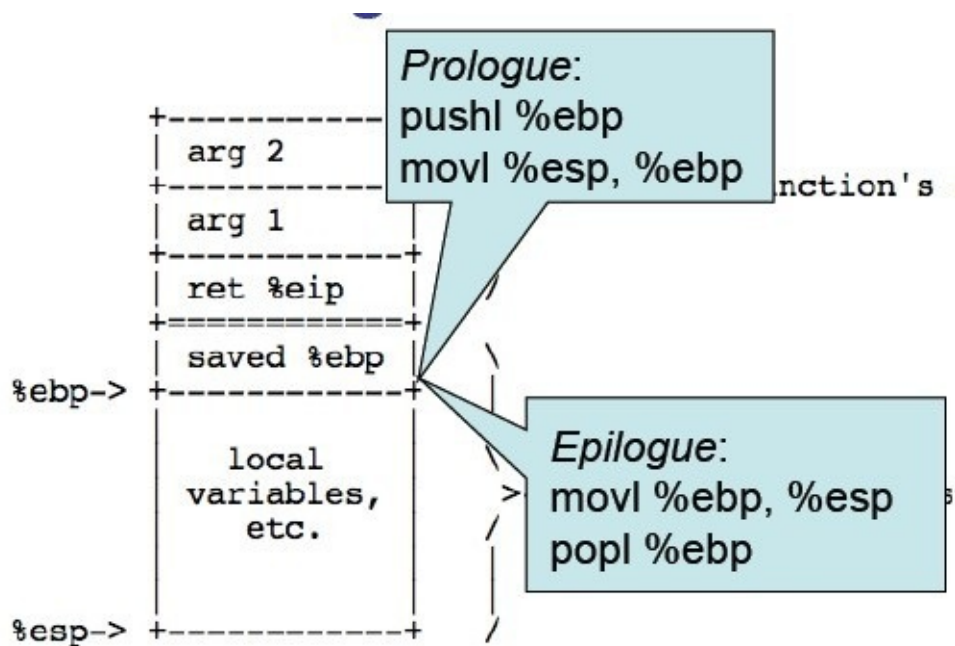 Prologue:
pushl %ebp
movl %esp, %ebp
arg 2
nction's
arg 1
ret %eip
saved %ebp
%ebp->
Epilogue:
movl %ebp, %esp
popl %ebp
local
variables,
etc.
%esp->